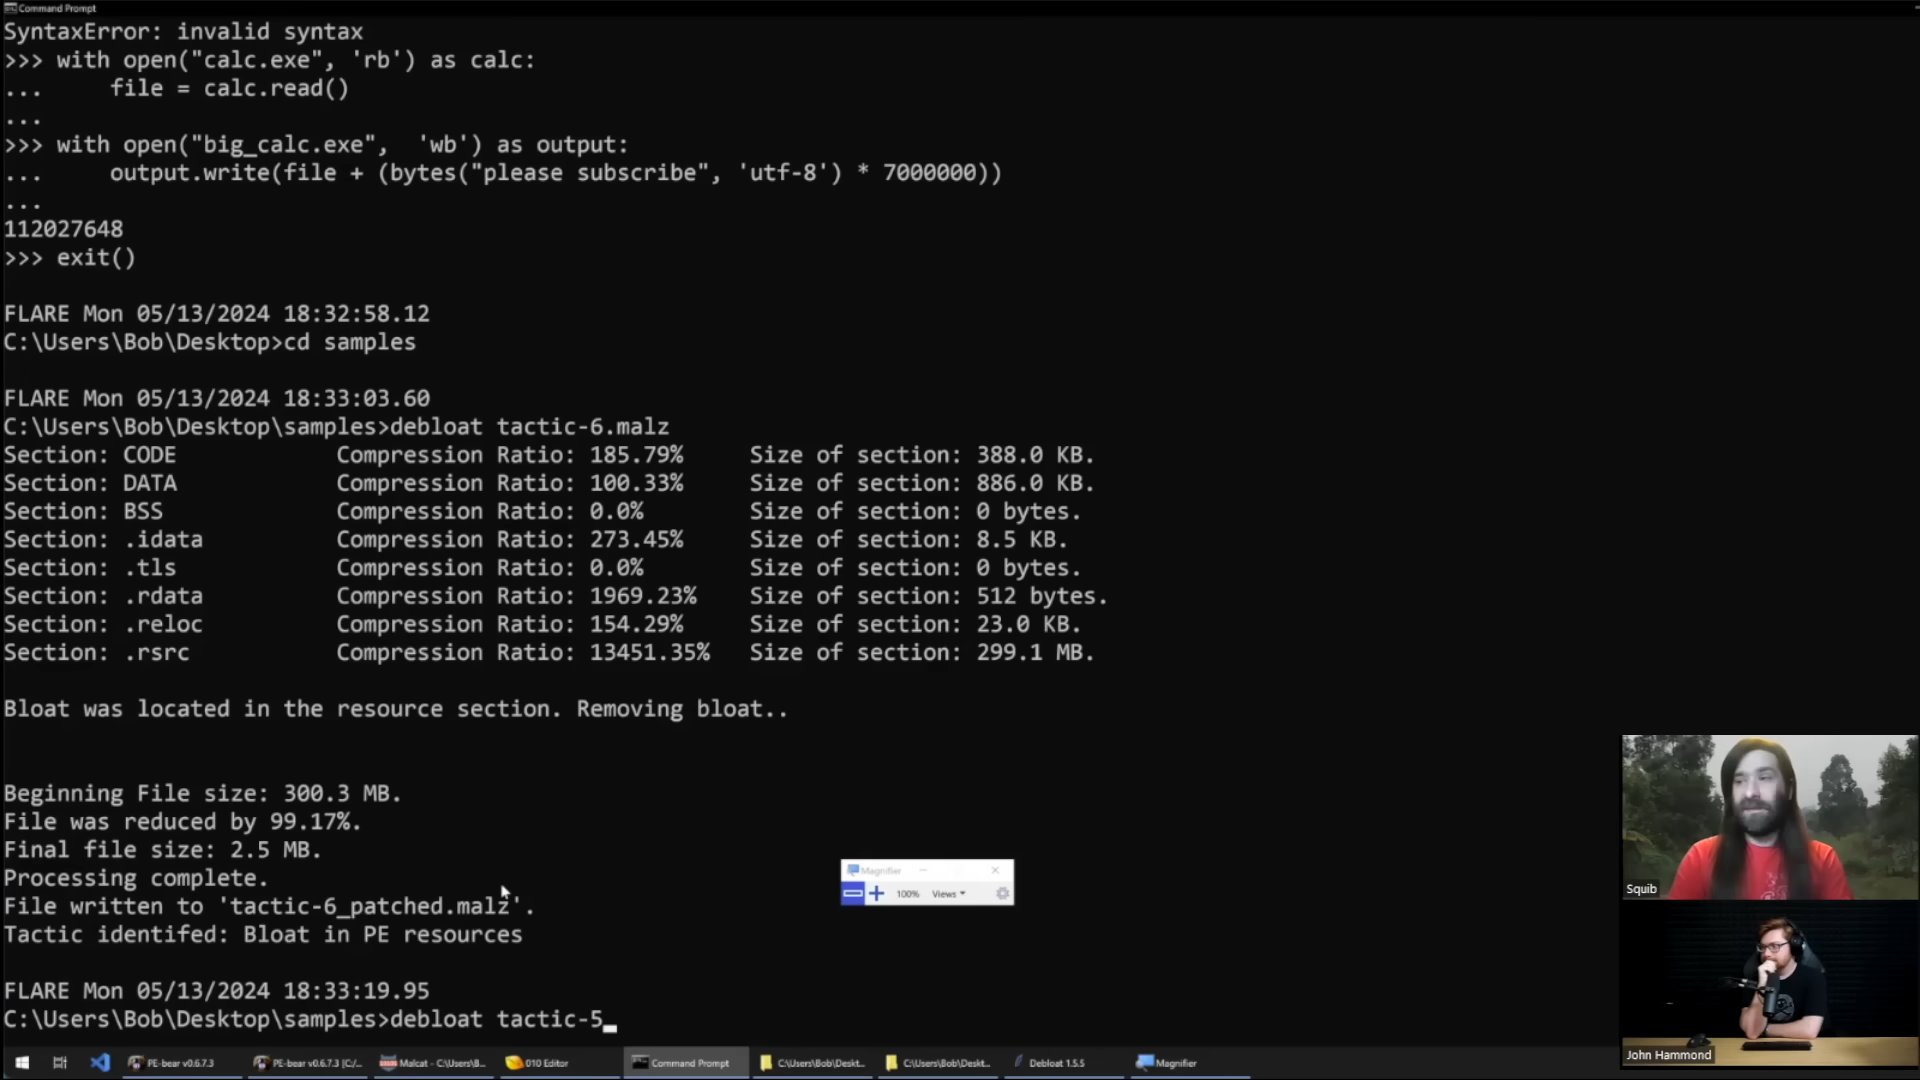 Command Prompt
SyntaxError: invalid syntax
>>> with open("calc.exe", 'rb') as calc:
...     file = calc.read()
...
>>> with open("big_calc.exe",  'wb') as output:
...     output.write(file + (bytes("please subscribe", 'utf-8') * 7000000))
...
112027648
>>> exit()
FLARE Mon 05/13/2024 18:32:58.12
C:\Users\Bob\Desktop>cd samples
FLARE Mon 05/13/2024 18:33:03.60
C:\Users\Bob\Desktop\samples>debloat tactic-6.malz
Section: CODE Compression Ratio: 185.79% Size of section: 388.0 KB.
Section: DATA Compression Ratio: 100.33% Size of section: 886.0 KB.
Section: BSS Compression Ratio: 0.0% Size of section: 0 bytes.
Section: .idata Compression Ratio: 273.45% Size of section: 8.5 KB.
Section: .tls Compression Ratio: 0.0% Size of section: 0 bytes.
Section: .rdata Compression Ratio: 1969.23% Size of section: 512 bytes.
Section: .reloc Compression Ratio: 154.29% Size of section: 23.0 KB.
Section: .rsrc Compression Ratio: 13451.35% Size of section: 299.1 MB.
Bloat was located in the resource section. Removing bloat..
Beginning File size: 300.3 MB.
File was reduced by 99.17%.
Final file size: 2.5 MB.
Processing complete.
File written to 'tactic-6_patched.malz'.
Tactic identifed: Bloat in PE resources
FLARE Mon 05/13/2024 18:33:19.95
C:\Users\Bob\Desktop\samples>debloat tactic-5_
Magnifier
100% Views
Squib
John Hammond
PE-bear v0.6.7.3
PE-bear v0.6.7.3 [C:/...
Malcat - C:\Users\B...
010 Editor
Command Prompt
C:\Users\Bob\Deskt...
C:\Users\Bob\Deskt...
Debloat 1.5.5
Magnifier